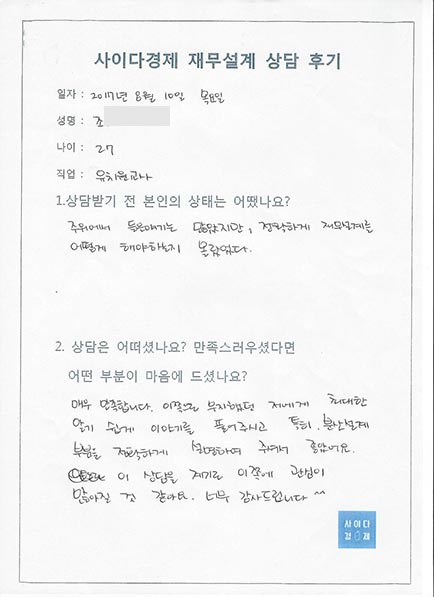 사이다경제 재무설계 상담 후기
일자 : 2017년 8월 10일 목요일
성명 : 조
나이 : 27
직업 : 유치원교사
1.상담받기 전 본인의 상태는 어땠나요?
주위에서 들은얘기는 많았지만, 정확하게 재무설계를
어떻게 해야하는지 몰랐었다.
2. 상담은 어떠셨나요? 만족스러우셨다면
어떤 부분이 마음에 드셨나요?
매우 만족합니다. 이쪽으로 무지했던 저에게 최대한
알기 쉽게 이야기를 풀어주시고 특히, 분산설계
부분을 정확하게 설명하여 주셔서 좋았어요.
이 상담을 계기로 이쪽에 관심이
많아질 것 같아요. 너무 감사드립니다 ^^
사이다
경제